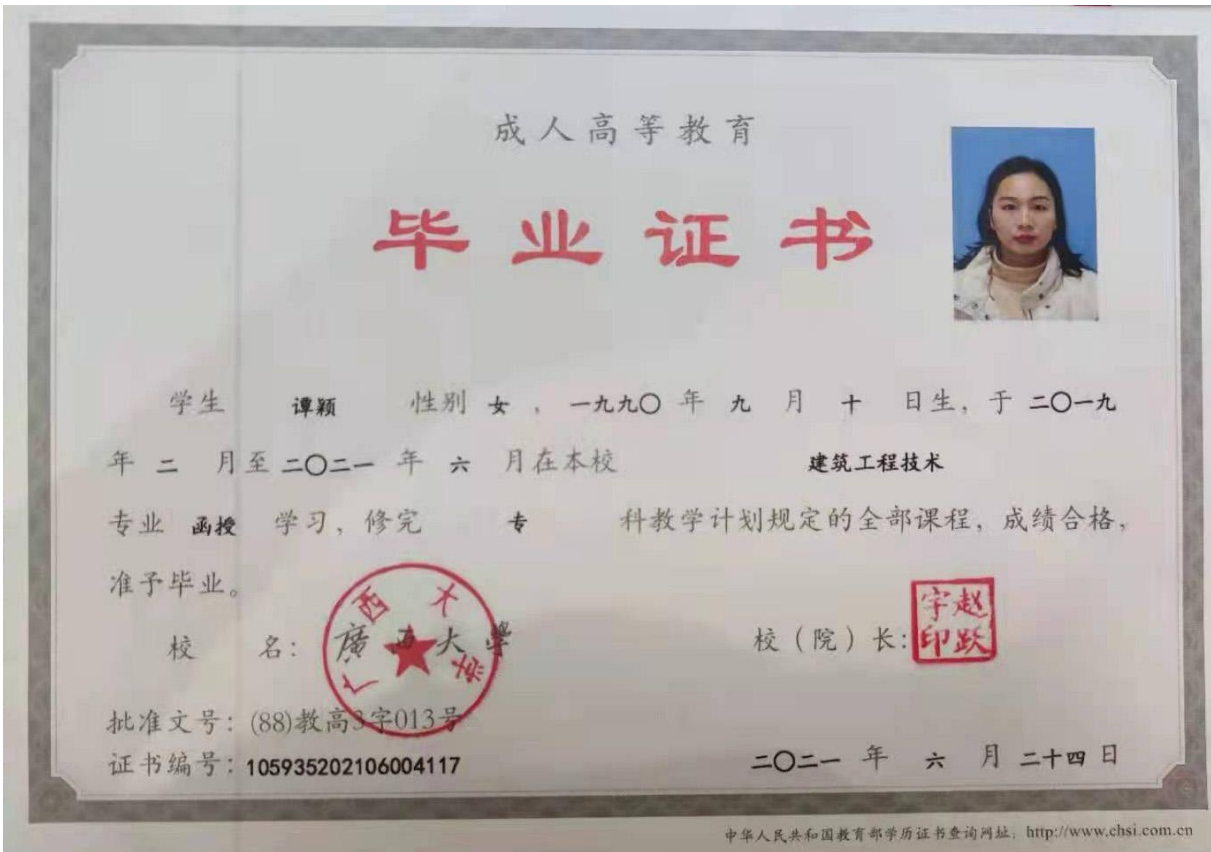 成人高等教育
毕业证书
学生 谭颖 性别 女 ，一九九〇 年 九 月 十 日生，于 二〇一九
年 二 月至 二〇二一 年 六 月在本校 建筑工程技术
专业 函授 学习，修完 专 科教学计划规定的全部课程，成绩合格，
准予毕业。
校 名： 廣西大學 校（院）长：
广西大学
赵跃宇印
批准文号：(88)教高3字013号
证书编号：105935202106004117 二〇二一 年 六 月 二十四 日
中华人民共和国教育部学历证书查询网址：http://www.chsi.com.cn